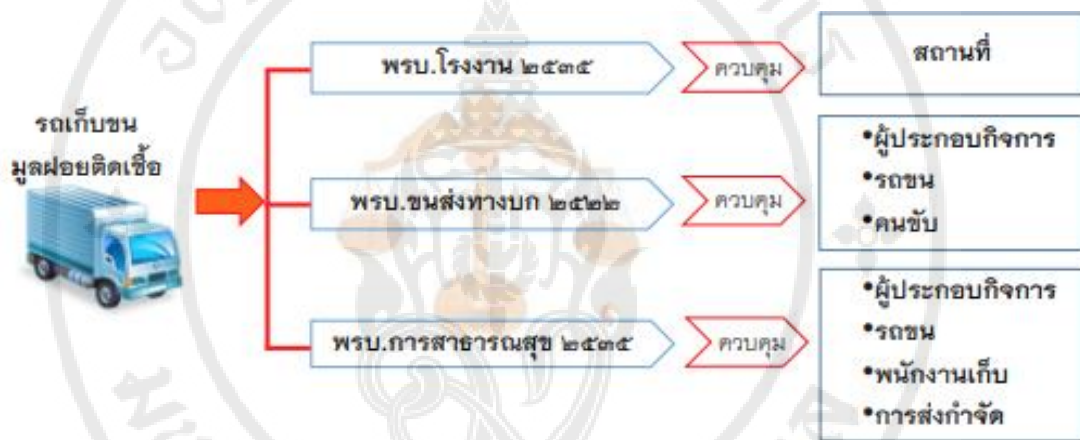 รถเก็บขน
มูลฝอยติดเชื้อ
พรบ.โรงงาน ๒๕๓๕
ควบคุม
สถานที่
พรบ.ขนส่งทางบก ๒๕๒๒
ควบคุม
•ผู้ประกอบกิจการ
•รถขน
•คนขับ
พรบ.การสาธารณสุข ๒๕๓๕
ควบคุม
•ผู้ประกอบกิจการ
•รถขน
•พนักงานเก็บ
•การส่งกำจัด